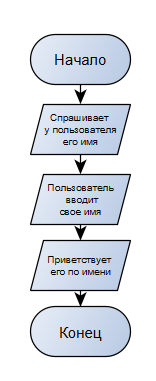 Начало
Спрашивает
у пользователя
его имя
Пользователь
вводит
свое имя
Приветствует
его по имени
Конец